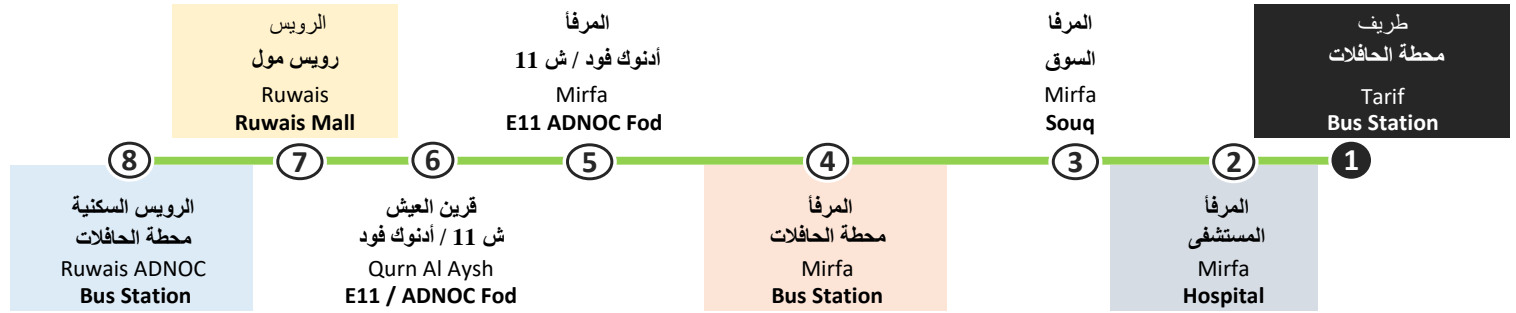 طريف
محطة الحافلات
Tarif
Bus Station
1
2
المرفأ
المستشفى
Mirfa
Hospital
المرفا
السوق
Mirfa
Souq
3
4
المرفأ
محطة الحافلات
Mirfa
Bus Station
المرفأ
أدنوك فود / ش 11
Mirfa
E11 ADNOC Fod
5
6
قرين العيش
ش 11 / أدنوك فود
Qurn Al Aysh
E11 / ADNOC Fod
الرويس
رويس مول
Ruwais
Ruwais Mall
7
8
الرويس السكنية
محطة الحافلات
Ruwais ADNOC
Bus Station